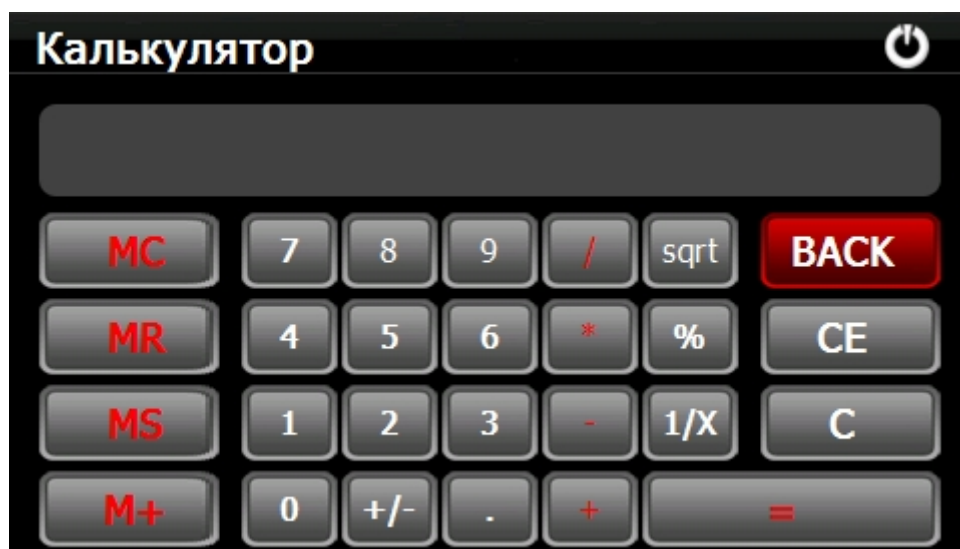 Калькулятор
MC 7 8 9 / sqrt BACK
MR 4 5 6 * % CE
MS 1 2 3 - 1/X C
M+ 0 +/- . + =